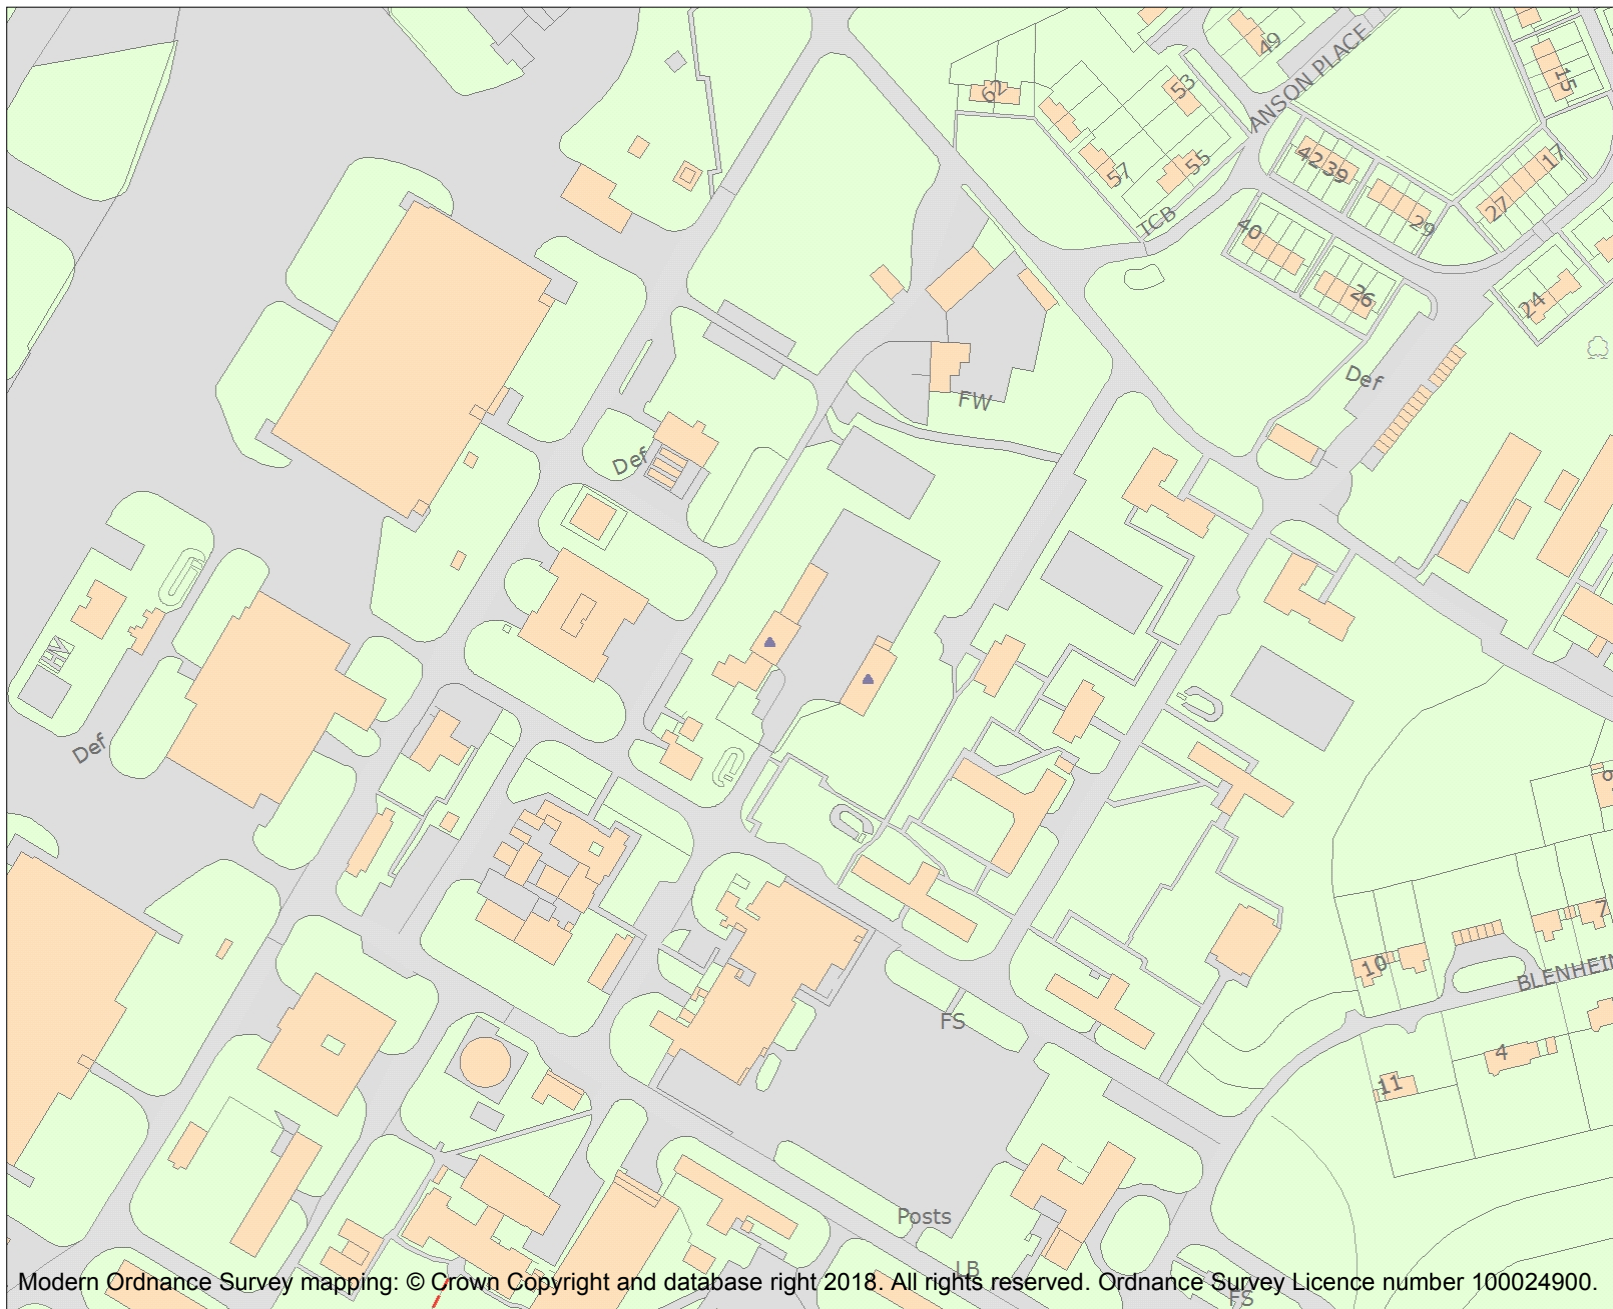 49
ANSON PLACE
15
62
53
57
55
42
39
17
27
29
TCB
40
26
24
Def
FW
Def
Def
10
7
BLENHEIM
4
11
FS
Posts
LB
FS
Modern Ordnance Survey mapping: © Crown Copyright and database right 2018. All rights reserved. Ordnance Survey Licence number 100024900.